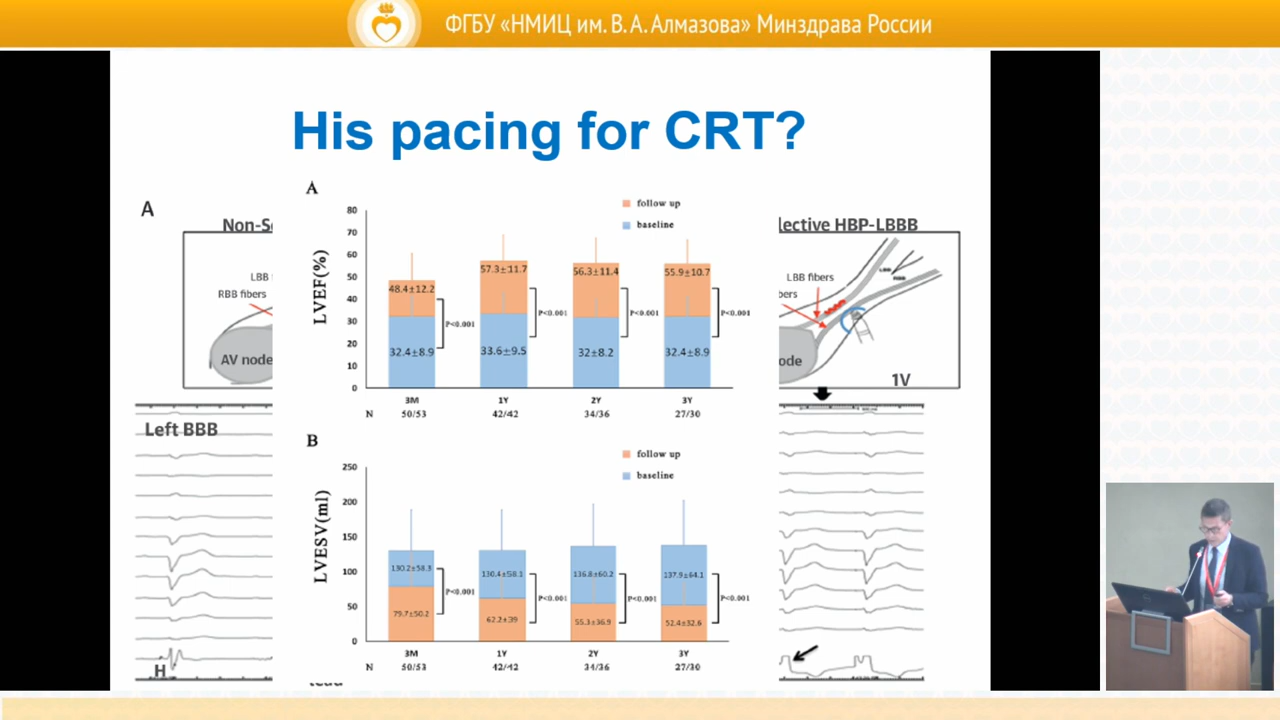 ФГБУ «НМИЦ им. В. А. Алмазова» Минздрава России
His pacing for CRT?
A
Non-S
lective HBP-LBBB
LBB
RBB fibers
AV node
LBB fibers
bers
LBB
RBB
ode
1V
Left BBB
H
A
follow up
baseline
LVEF(%)
80
70
60
50
40
30
20
10
0
48.4±12.2
57.3±11.7
56.3±11.4
55.9±10.7
32.4±8.9
33.6±9.5
32±8.2
32.4±8.9
P<0.001
P<0.001
P<0.001
P<0.001
3M 1Y 2Y 3Y
N 50/53 42/42 34/36 27/30
B
follow up
baseline
LVESV(ml)
250
200
150
100
50
0
130.2±58.3
130.4±58.1
136.8±60.2
137.9±64.1
79.7±50.2
62.2±39
55.3±36.9
52.4±32.6
P<0.001
P<0.001
P<0.001
P<0.001
3M 1Y 2Y 3Y
N 50/53 42/42 34/36 27/30